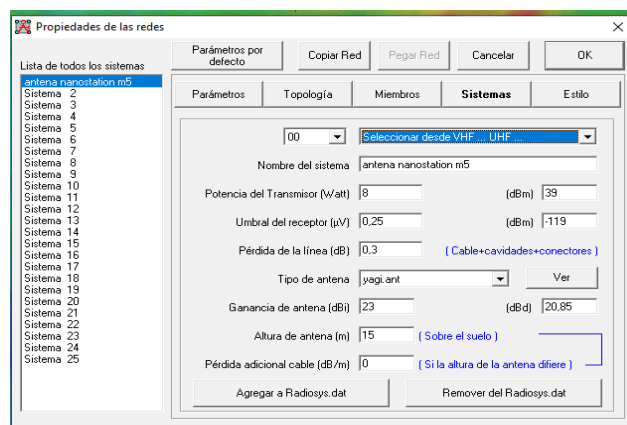 Propiedades de las redes
Parámetros por defecto
Copiar Red
Pegar Red
Cancelar
OK
Lista de todos los sistemas
antena nanostation m5
Sistema 2
Sistema 3
Sistema 4
Sistema 5
Sistema 6
Sistema 7
Sistema 8
Sistema 9
Sistema 10
Sistema 11
Sistema 12
Sistema 13
Sistema 14
Sistema 15
Sistema 16
Sistema 17
Sistema 18
Sistema 19
Sistema 20
Sistema 21
Sistema 22
Sistema 23
Sistema 24
Sistema 25
Parámetros Topología Miembros Sistemas Estilo
00 Seleccionar desde VHF ... UHF ...
Nombre del sistema antena nanostation m5
Potencia del Transmisor (Watt) 8 (dBm) 39
Umbral del receptor (µV) 0,25 (dBm) -119
Pérdida de la línea (dB) 0,3 ( Cable+cavidades+conectores )
Tipo de antena yagi.ant Ver
Ganancia de antena (dBi) 23 (dBd) 20,85
Altura de antena (m) 15 ( Sobre el suelo )
Pérdida adicional cable (dB/m) 0 ( Si la altura de la antena difiere )
Agregar a Radiosys.dat Remover del Radiosys.dat